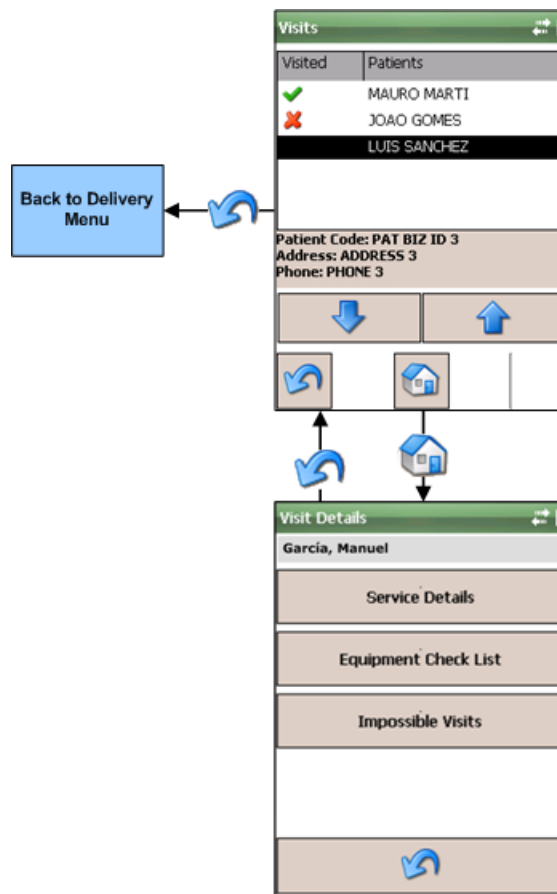 Visits
Visited Patients
MAURO MARTI
JOAO GOMES
LUIS SANCHEZ
Back to Delivery
Menu
Patient Code: PAT BIZ ID 3
Address: ADDRESS 3
Phone: PHONE 3
Visit Details
García, Manuel
Service Details
Equipment Check List
Impossible Visits